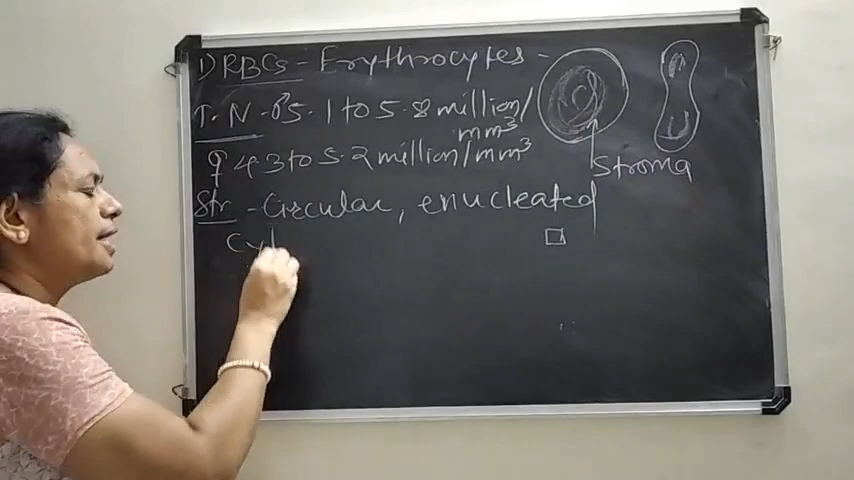 1) RBCs - Erythrocytes -
T. N - ♂ 5.1 to 5.8 million/mm³
♀ 4.3 to 5.2 million/mm³
Stroma
Str - Circular, enucleated
Cyt